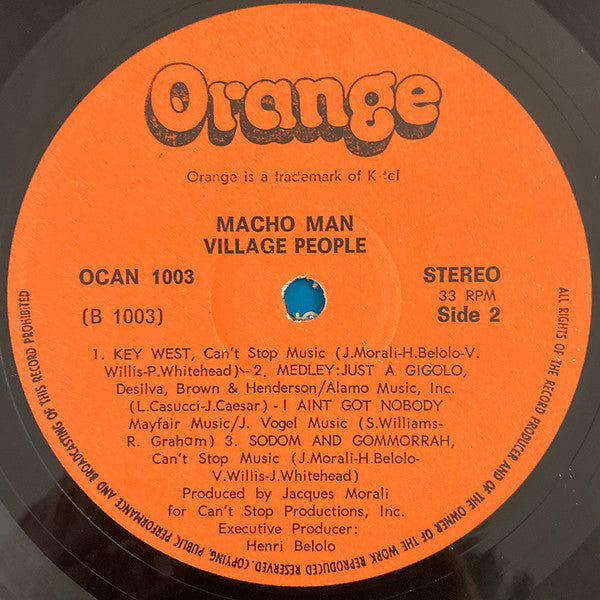 Orange
Orange is a trademark of K-tel
MACHO MAN
VILLAGE PEOPLE
OCAN 1003
(B 1003)
STEREO
33 RPM
Side 2
1. KEY WEST, Can't Stop Music (J.Morali-H.Belolo-V.
Willis-P.Whitehead)-2. MEDLEY:JUST A GIGOLO,
Desilva, Brown & Henderson/Alamo Music, Inc.
(L.Casucci-J.Caesar)-I AINT GOT NOBODY
Mayfair Music/J. Vogel Music (S.Williams-
R. Graham) 3. SODOM AND GOMMORRAH,
Can't Stop Music (J.Morali-H.Belolo-
V.Willis-J.Whitehead)
Produced by Jacques Morali
for Can't Stop Productions, Inc.
Executive Producer:
Henri Belolo
ALL RIGHTS OF THE RECORD PRODUCER AND OF THE OWNER OF THE WORK REPRODUCED RESERVED. COPYING, PUBLIC PERFORMANCE AND BROADCASTING OF THIS RECORD PROHIBITED